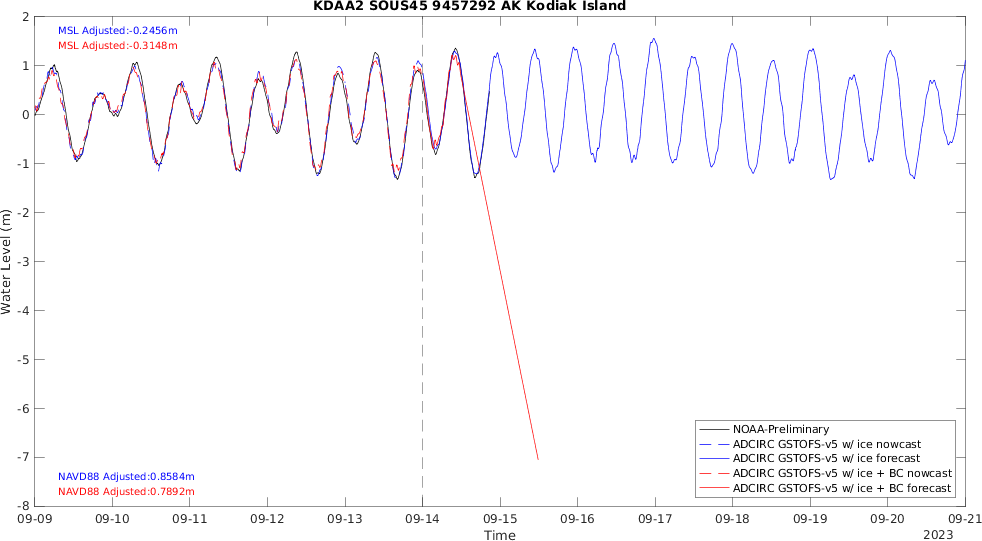 KDAA2 SOUS45 9457292 AK Kodiak Island
MSL Adjusted:-0.2456m
MSL Adjusted:-0.3148m
2
1
0
-1
-2
-3
-4
-5
-6
-7
-8
Water Level (m)
NAVD88 Adjusted:0.8584m
NAVD88 Adjusted:0.7892m
NOAA-Preliminary
ADCIRC GSTOFS-v5 w/ ice nowcast
ADCIRC GSTOFS-v5 w/ ice forecast
ADCIRC GSTOFS-v5 w/ ice + BC nowcast
ADCIRC GSTOFS-v5 w/ ice + BC forecast
09-09 09-10 09-11 09-12 09-13 09-14 09-15 09-16 09-17 09-18 09-19 09-20 09-21
Time
2023